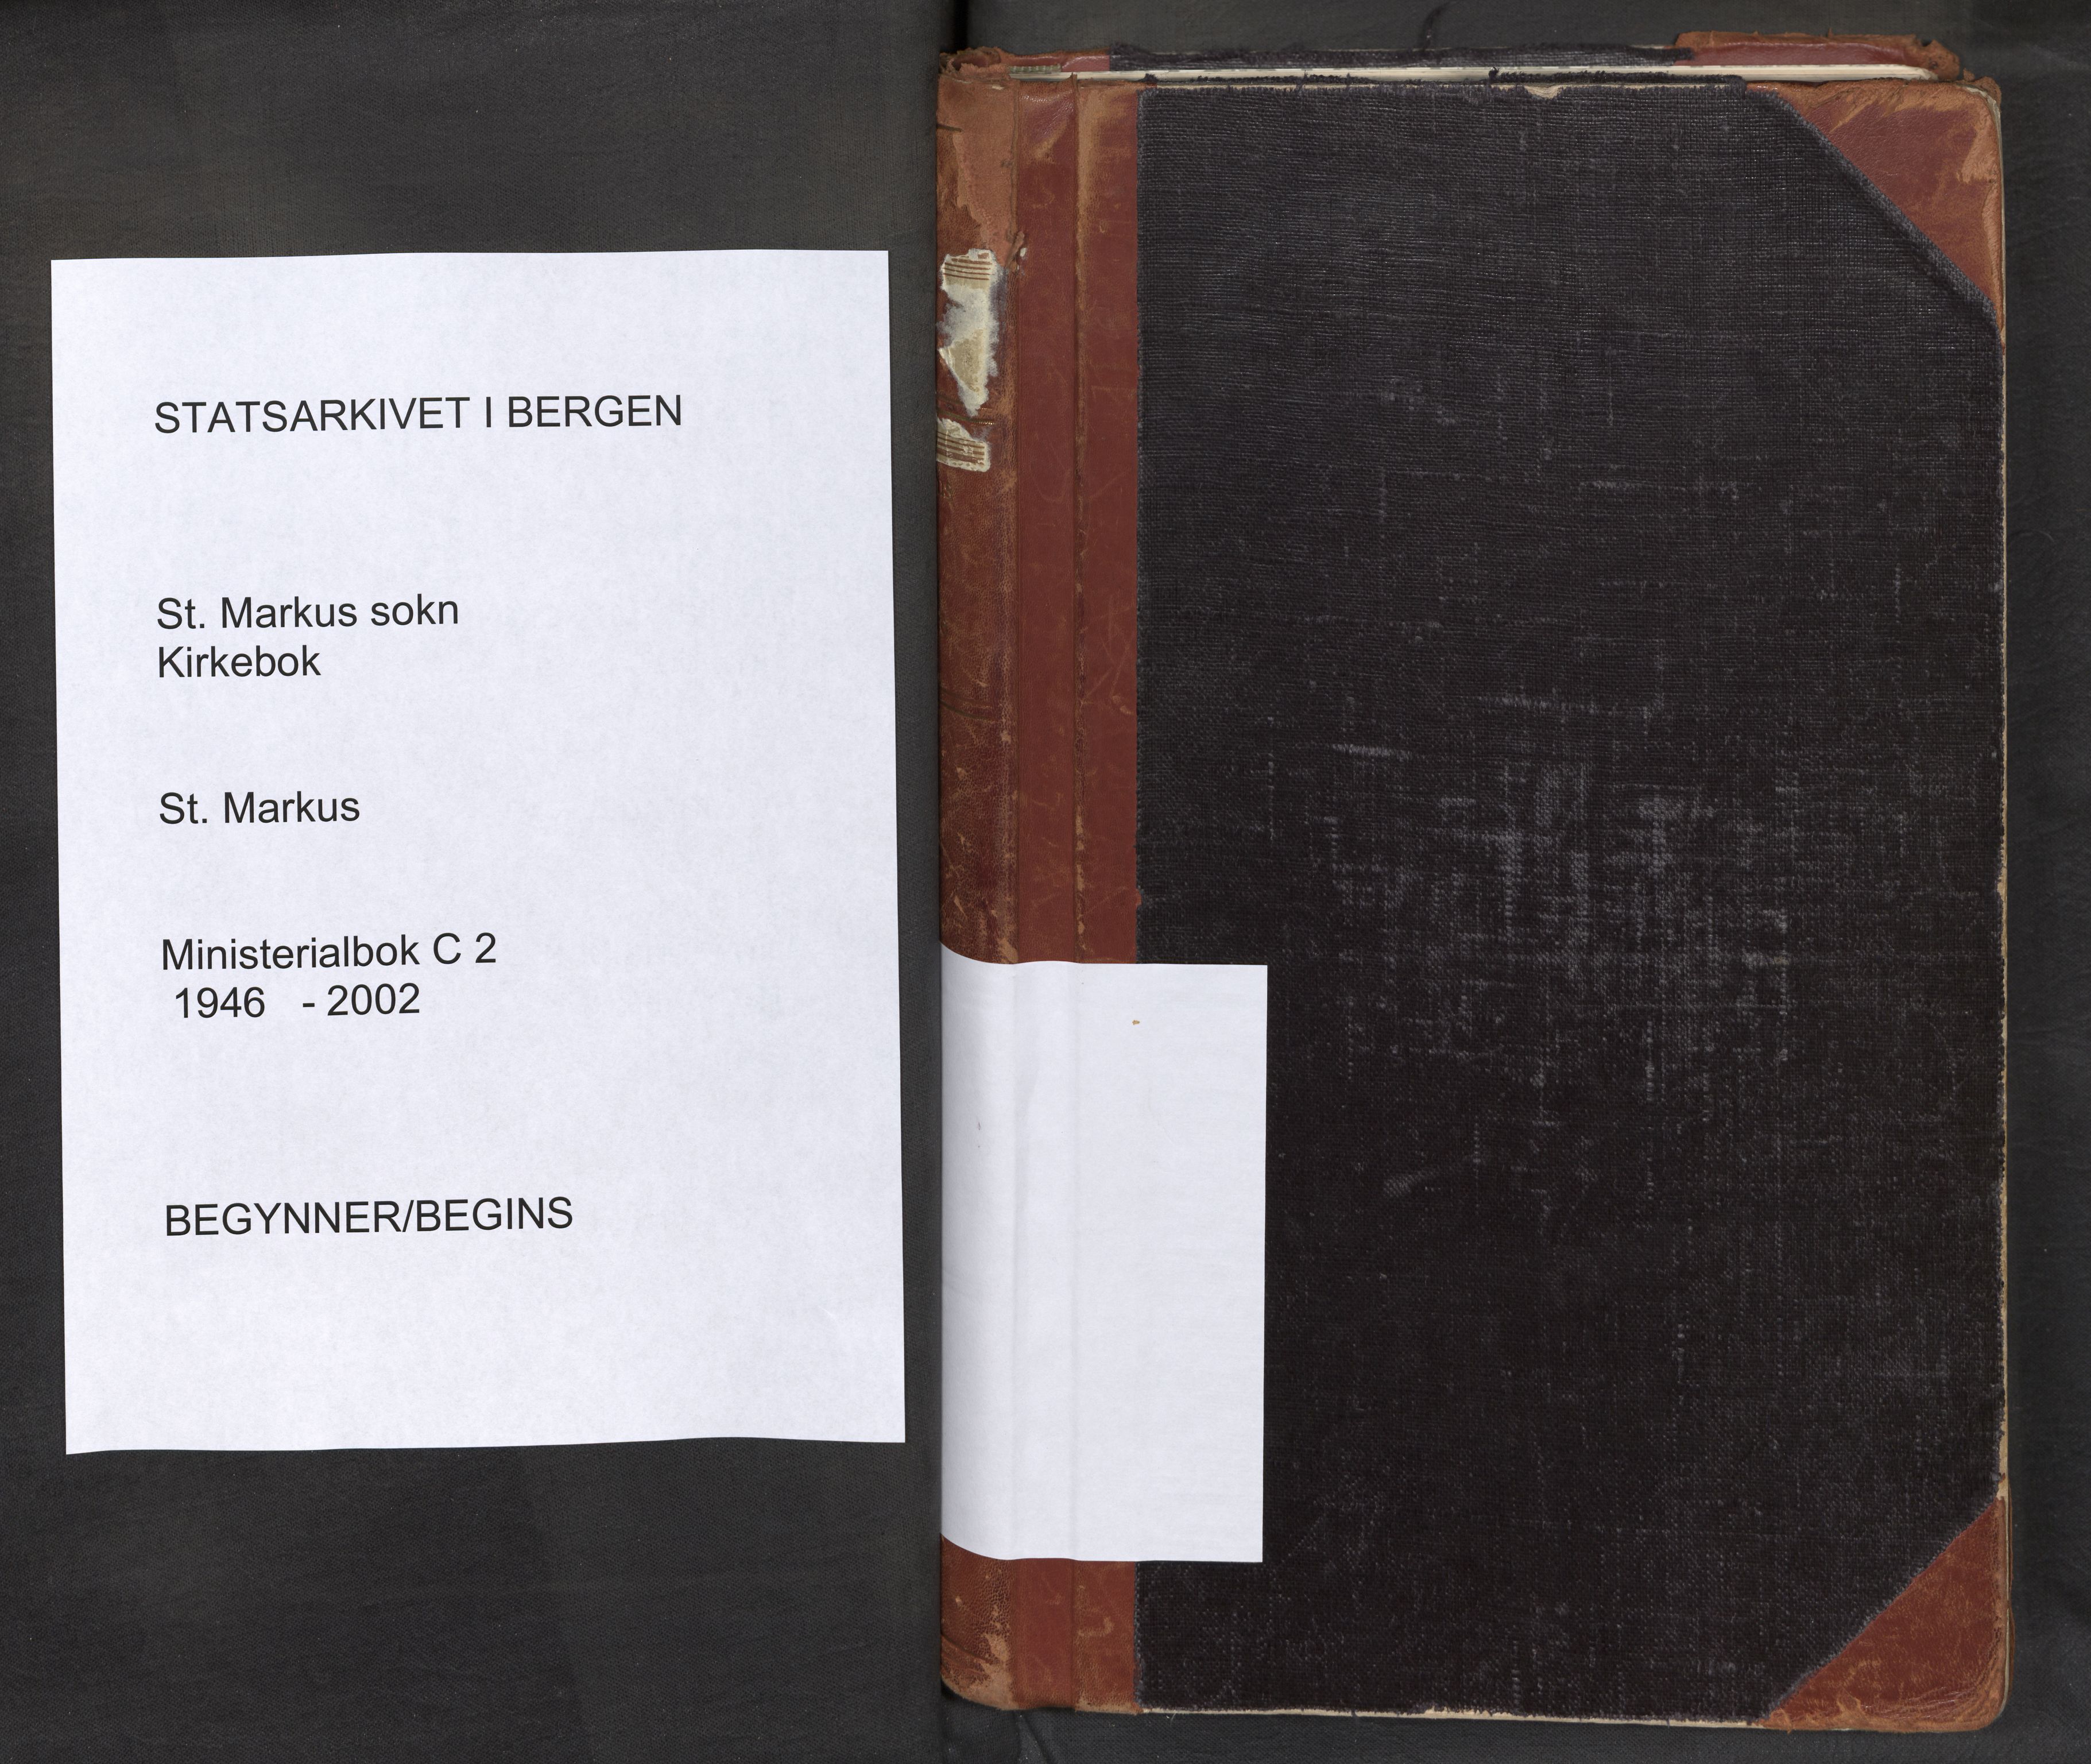 STATSARKIVET I BERGEN
St. Markus sokn
Kirkebok
St. Markus
Ministerialbok C 2
1946 - 2002
BEGYNNER/BEGINS